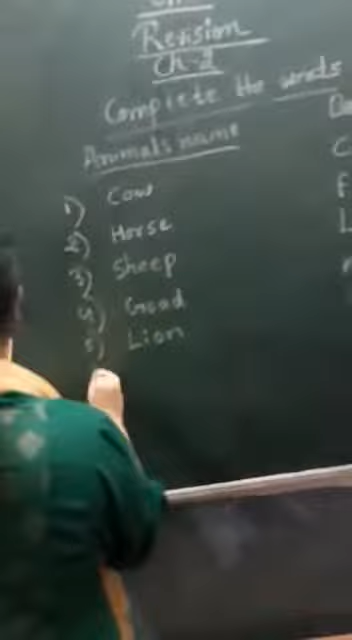 Revision
Ch-2
Complete the words
Animals name
1) Cow
2) Horse
3) Sheep
4) Goad
5) Lion